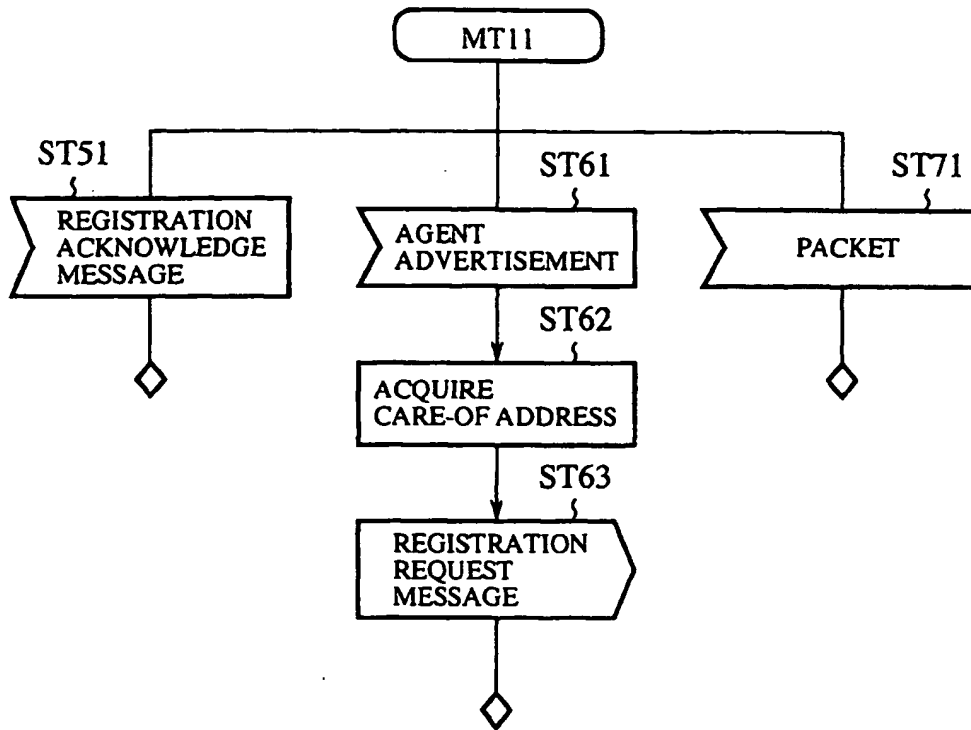 MT11
ST51
REGISTRATION
ACKNOWLEDGE
MESSAGE
ST61
AGENT
ADVERTISEMENT
ST71
PACKET
ST62
ACQUIRE
CARE-OF ADDRESS
ST63
REGISTRATION
REQUEST
MESSAGE